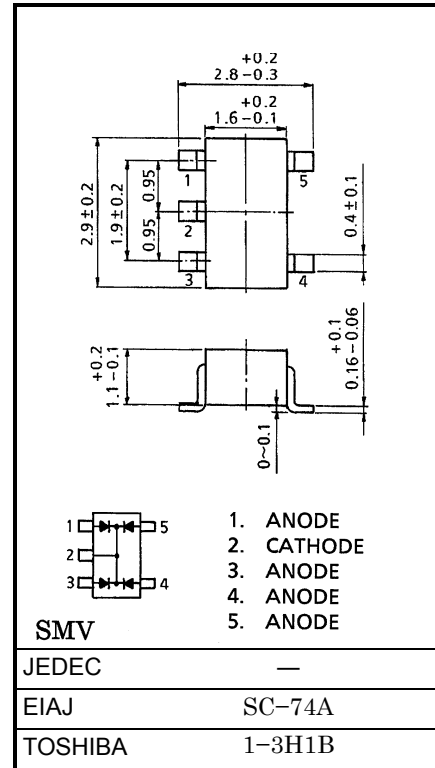 +0.2
2.8−0.3
+0.2
1.6−0.1
2.9±0.2
1.9±0.2
0.95
0.95
1
2
3
5
4
0.4±0.1
+0.2
1.1−0.1
+0.1
0.16−0.06
0~0.1
1
2
3
5
4
1. ANODE
2. CATHODE
3. ANODE
4. ANODE
5. ANODE
SMV
JEDEC —
EIAJ SC−74A
TOSHIBA 1−3H1B